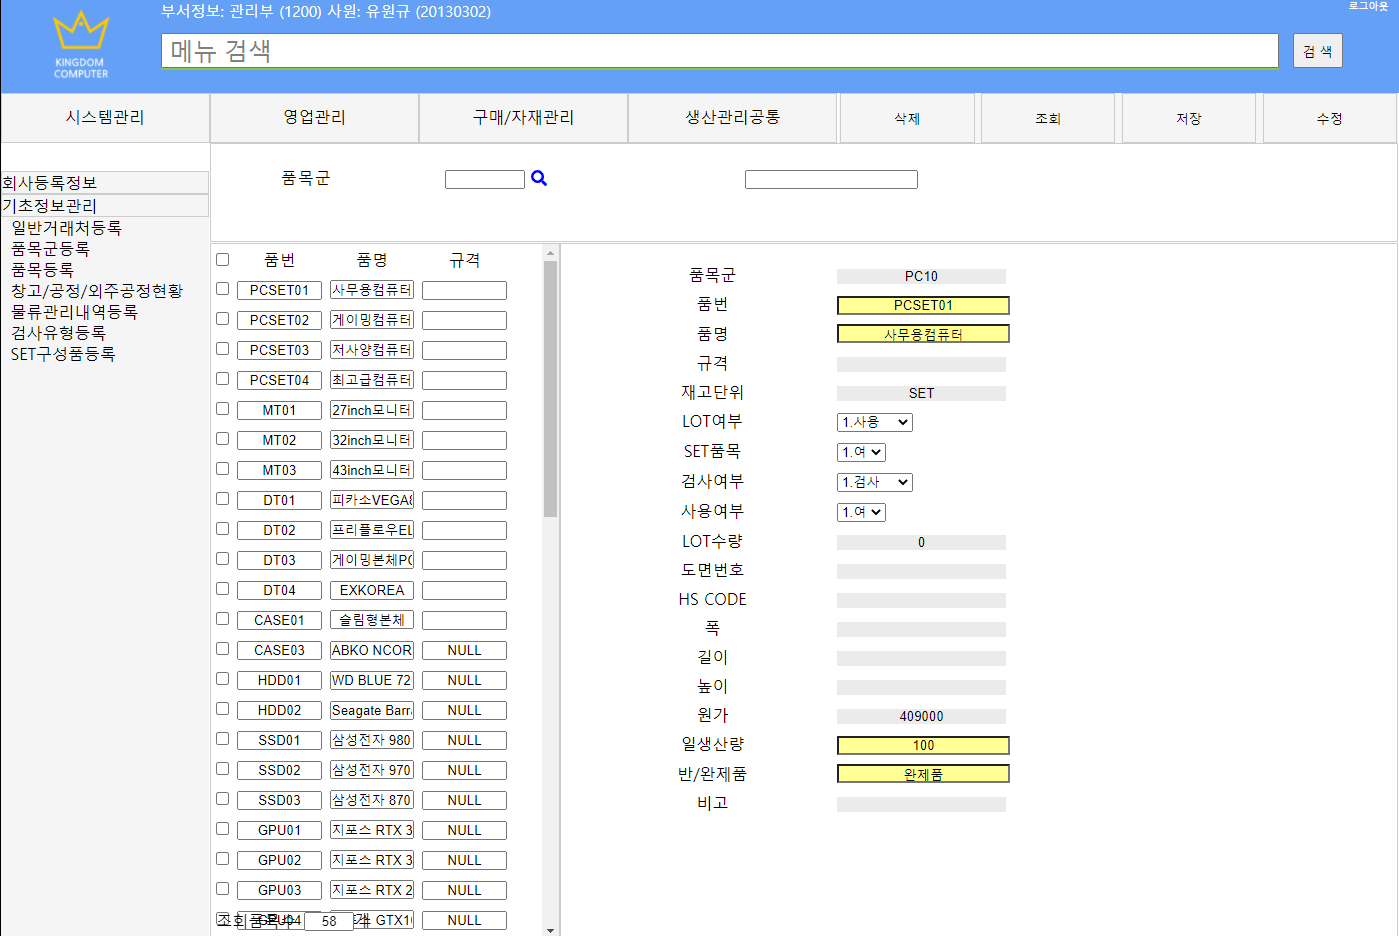 부서정보: 관리부 (1200) 사원: 유원규 (20130302)
로그아웃
KINGDOM
COMPUTER
메뉴 검색
검 색
시스템관리 영업관리 구매/자재관리 생산관리공통 삭제 조회 저장 수정
회사등록정보
기초정보관리
일반거래처등록
품목군등록
품목등록
창고/공정/외주공정현황
물류관리내역등록
검사유형등록
SET구성품등록
품목군
품번 품명 규격
PCSET01 사무용컴퓨터
PCSET02 게이밍컴퓨터
PCSET03 저사양컴퓨터
PCSET04 최고급컴퓨터
MT01 27inch모니터
MT02 32inch모니터
MT03 43inch모니터
DT01 피카소VEGA8
DT02 프리플로우EL
DT03 게이밍본체PC
DT04 EXKOREA
CASE01 슬림형본체
CASE03 ABKO NCOR NULL
HDD01 WD BLUE 72 NULL
HDD02 Seagate Barr NULL
SSD01 삼성전자 980 NULL
SSD02 삼성전자 970 NULL
SSD03 삼성전자 870 NULL
GPU01 지포스 RTX 3 NULL
GPU02 지포스 RTX 3 NULL
GPU03 지포스 RTX 2 NULL
GPU04 GTX1 NULL
조회품목수 58 개
품목군 PC10
품번 PCSET01
품명 사무용컴퓨터
규격
재고단위 SET
LOT여부 1.사용
SET품목 1.여
검사여부 1.검사
사용여부 1.여
LOT수량 0
도면번호
HS CODE
폭
길이
높이
원가 409000
일생산량 100
반/완제품 완제품
비고